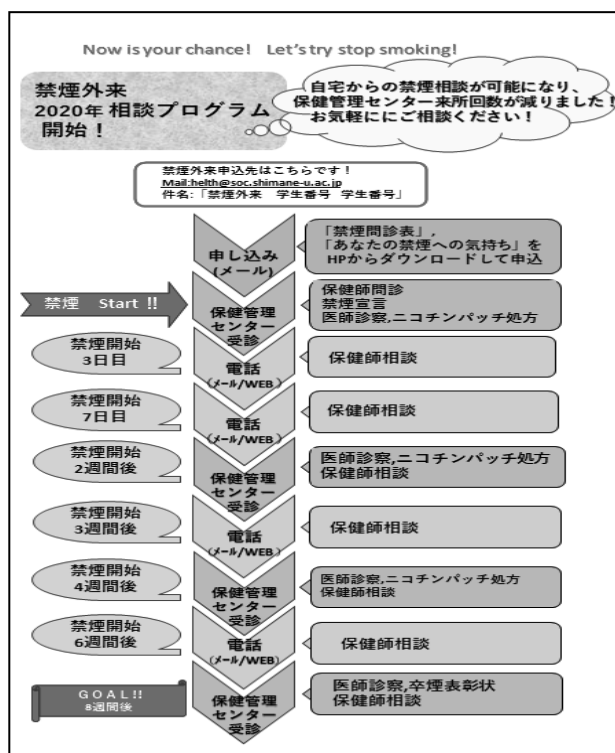 Now is your chance! Let's try stop smoking!
禁煙外来
2020年 相談プログラム
開始！
自宅からの禁煙相談が可能になり、
保健管理センター来所回数が減りました！
お気軽ににご相談ください！
禁煙外来申込先はこちらです！
Mail:helth@soc.shimane-u.ac.jp
件名:「禁煙外来　学生番号　学生番号」
申し込み
(メール)
「禁煙問診表」,
「あなたの禁煙への気持ち」を
HPからダウンロードして申込
禁煙　Start !!
保健管理
センター
受診
保健師問診
禁煙宣言
医師診察,ニコチンパッチ処方
禁煙開始
3日目
電話
(メール/WEB)
保健師相談
禁煙開始
7日目
電話
(メール/WEB)
保健師相談
禁煙開始
2週間後
保健管理
センター
受診
医師診察,ニコチンパッチ処方
保健師相談
禁煙開始
3週間後
電話
(メール/WEB)
保健師相談
禁煙開始
4週間後
保健管理
センター
受診
医師診察,ニコチンパッチ処方
保健師相談
禁煙開始
6週間後
電話
(メール/WEB)
保健師相談
GOAL!!
8週間後
保健管理
センター
受診
医師診察,卒煙表彰状
保健師相談